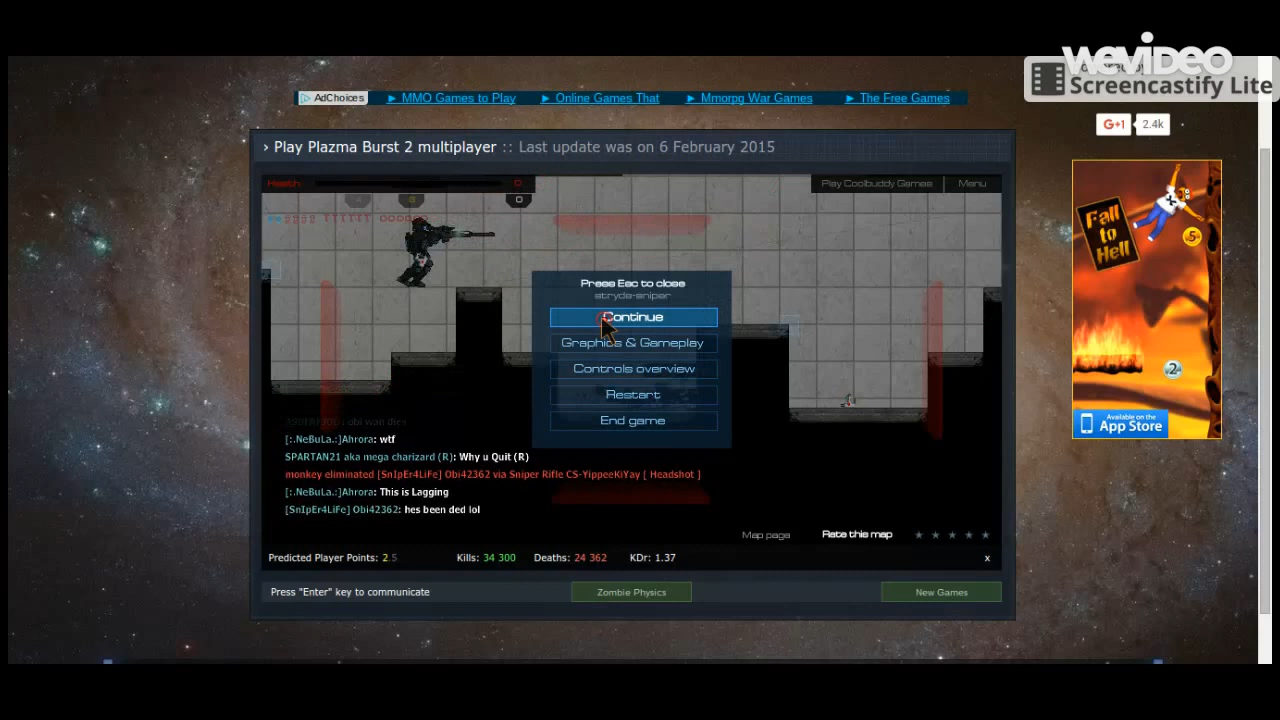 WeVideo
Screencastify Lite
AdChoices
MMO Games to Play
Online Games That
Mmorpg War Games
The Free Games
G+1
2.4k
› Play Plazma Burst 2 multiplayer :: Last update was on 6 February 2015
Health
0
Play Coolbuddy Games
Menu
Fall to Hell
5
2
Available on the
App Store
Press Esc to close
stryde-sniper
Continue
Graphics & Gameplay
Controls overview
Restart
End game
[:.NeBuLa.:]Ahrora: wtf
SPARTAN21 aka mega charizard (R): Why u Quit (R)
monkey eliminated [SnIpEr4LiFe] Obi42362 via Sniper Rifle CS-YippeeKiYay [ Headshot ]
[:.NeBuLa.:]Ahrora: This is Lagging
[SnIpEr4LiFe] Obi42362: hes been ded lol
Map page
Rate this map
Predicted Player Points: 2.5
Kills: 34 300
Deaths: 24 362
KDr: 1.37
x
Press "Enter" key to communicate
Zombie Physics
New Games